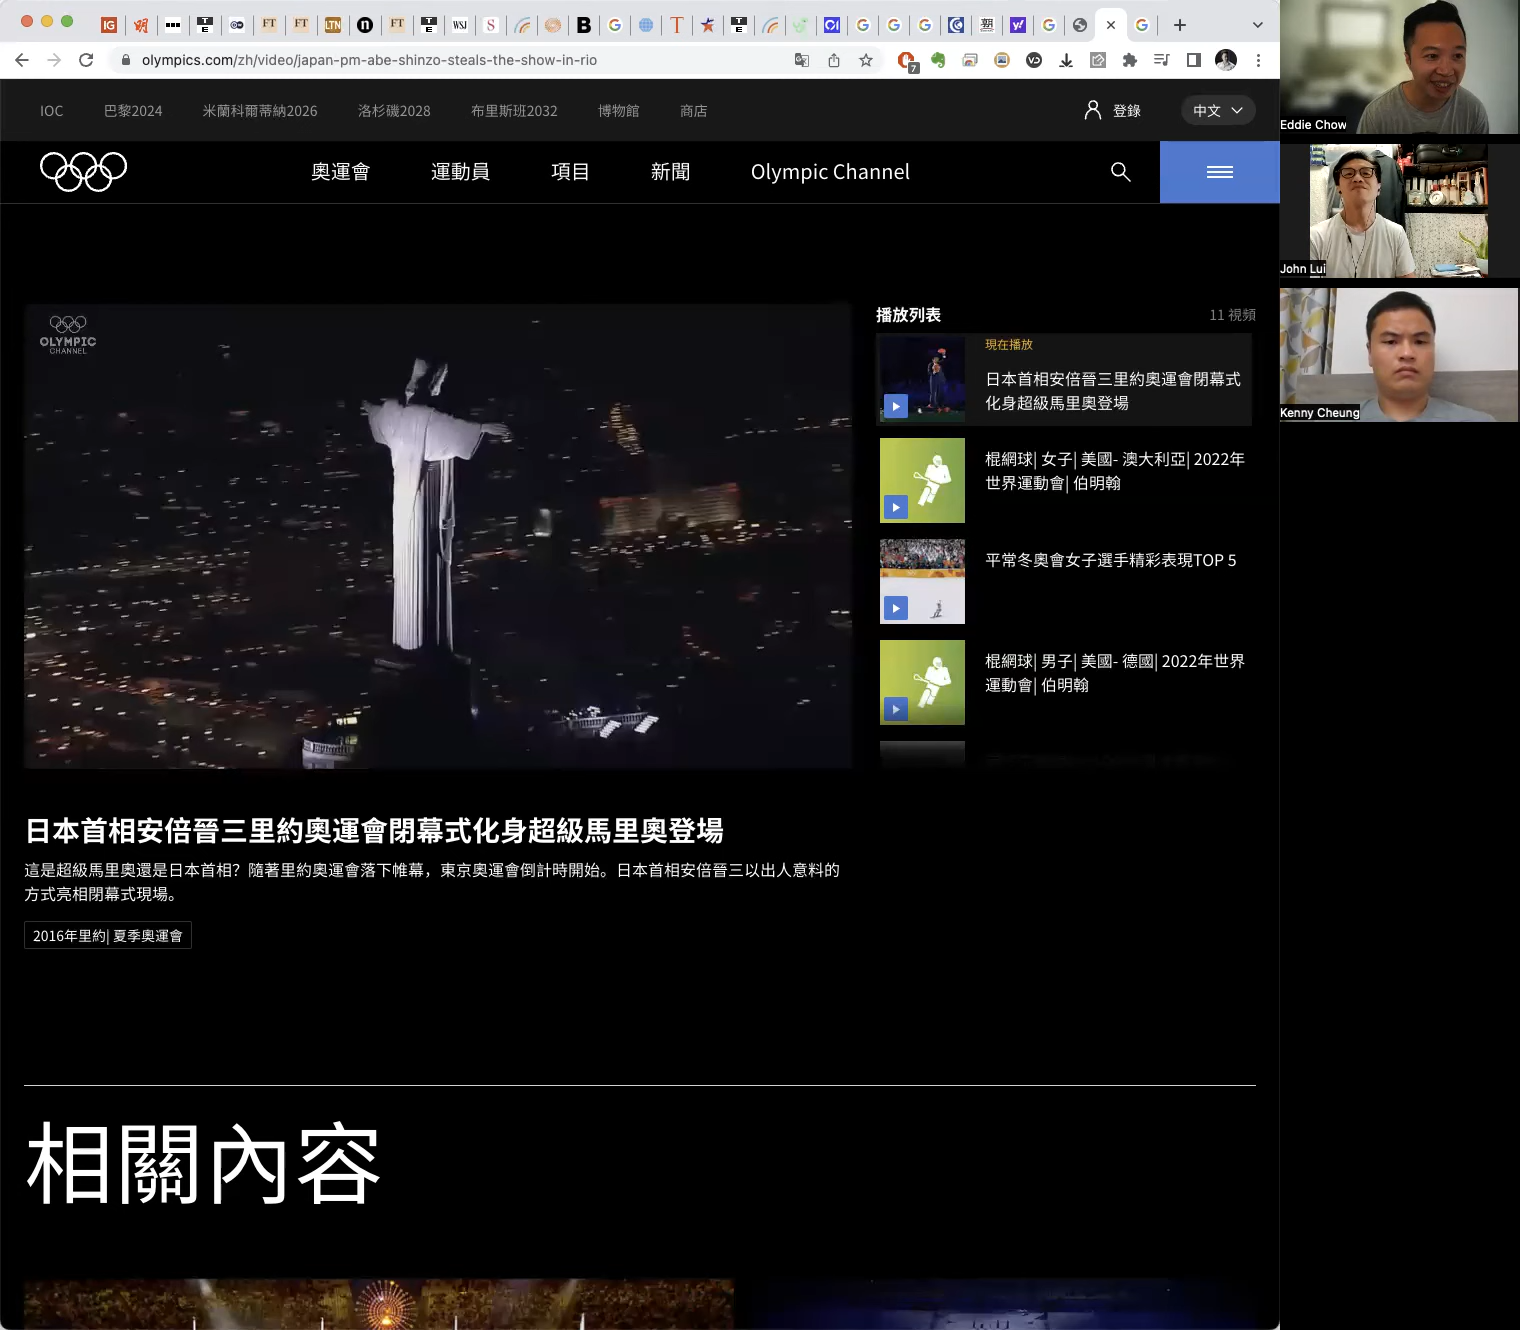 IG
明
T
E
FT
FT
LTN
n
FT
T
E
WSJ
S
B
G
T
T
E
G
G
G
塑
y!
G
G
olympics.com/zh/video/japan-pm-abe-shinzo-steals-the-show-in-rio
7
VD
IOC
巴黎2024
米蘭科爾蒂納2026
洛杉磯2028
布里斯班2032
博物館
商店
登錄
中文
奧運會
運動員
項目
新聞
Olympic Channel
OLYMPIC
CHANNEL
播放列表
11 視頻
現在播放
日本首相安倍晉三里約奧運會閉幕式
化身超級馬里奧登場
棍網球| 女子| 美國- 澳大利亞| 2022年
世界運動會| 伯明翰
平常冬奧會女子選手精彩表現TOP 5
棍網球| 男子| 美國- 德國| 2022年世界
運動會| 伯明翰
日本首相安倍晉三里約奧運會閉幕式化身超級馬里奧登場
這是超級馬里奧還是日本首相？隨著里約奧運會落下帷幕，東京奧運會倒計時開始。日本首相安倍晉三以出人意料的
方式亮相閉幕式現場。
2016年里約| 夏季奧運會
相關內容
Eddie Chow
John Lui
Kenny Cheung